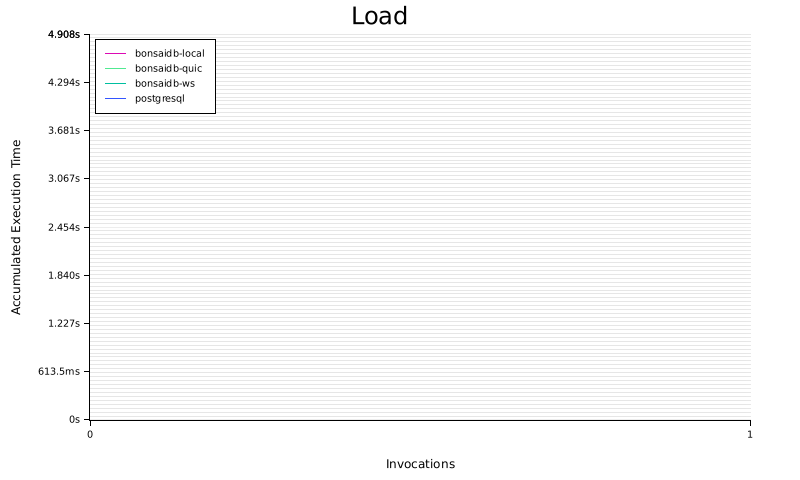 Load
4.908s
4.294s
3.681s
3.067s
2.454s
1.840s
1.227s
613.5ms
0s
Accumulated Execution Time
bonsaidb-local
bonsaidb-quic
bonsaidb-ws
postgresql
0
1
Invocations